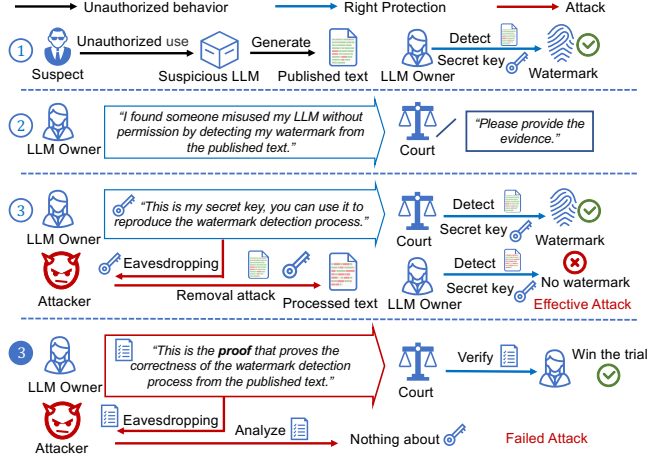 Unauthorized behavior
Right Protection
Attack
1
Unauthorized use
Generate
Detect
Secret key
Suspect
Suspicious LLM
Published text
LLM Owner
Watermark
2
"I found someone misused my LLM without
permission by detecting my watermark from
the published text."
"Please provide the
evidence."
LLM Owner
Court
3
"This is my secret key, you can use it to
reproduce the watermark detection process."
Detect
Secret key
LLM Owner
Court
Watermark
Eavesdropping
Removal attack
Detect
Secret key
No watermark
Attacker
Processed text
LLM Owner
Effective Attack
3
"This is the proof that proves the
correctness of the watermark detection
process from the published text."
Verify
Win the trial
LLM Owner
Court
Eavesdropping
Analyze
Nothing about
Failed Attack
Attacker